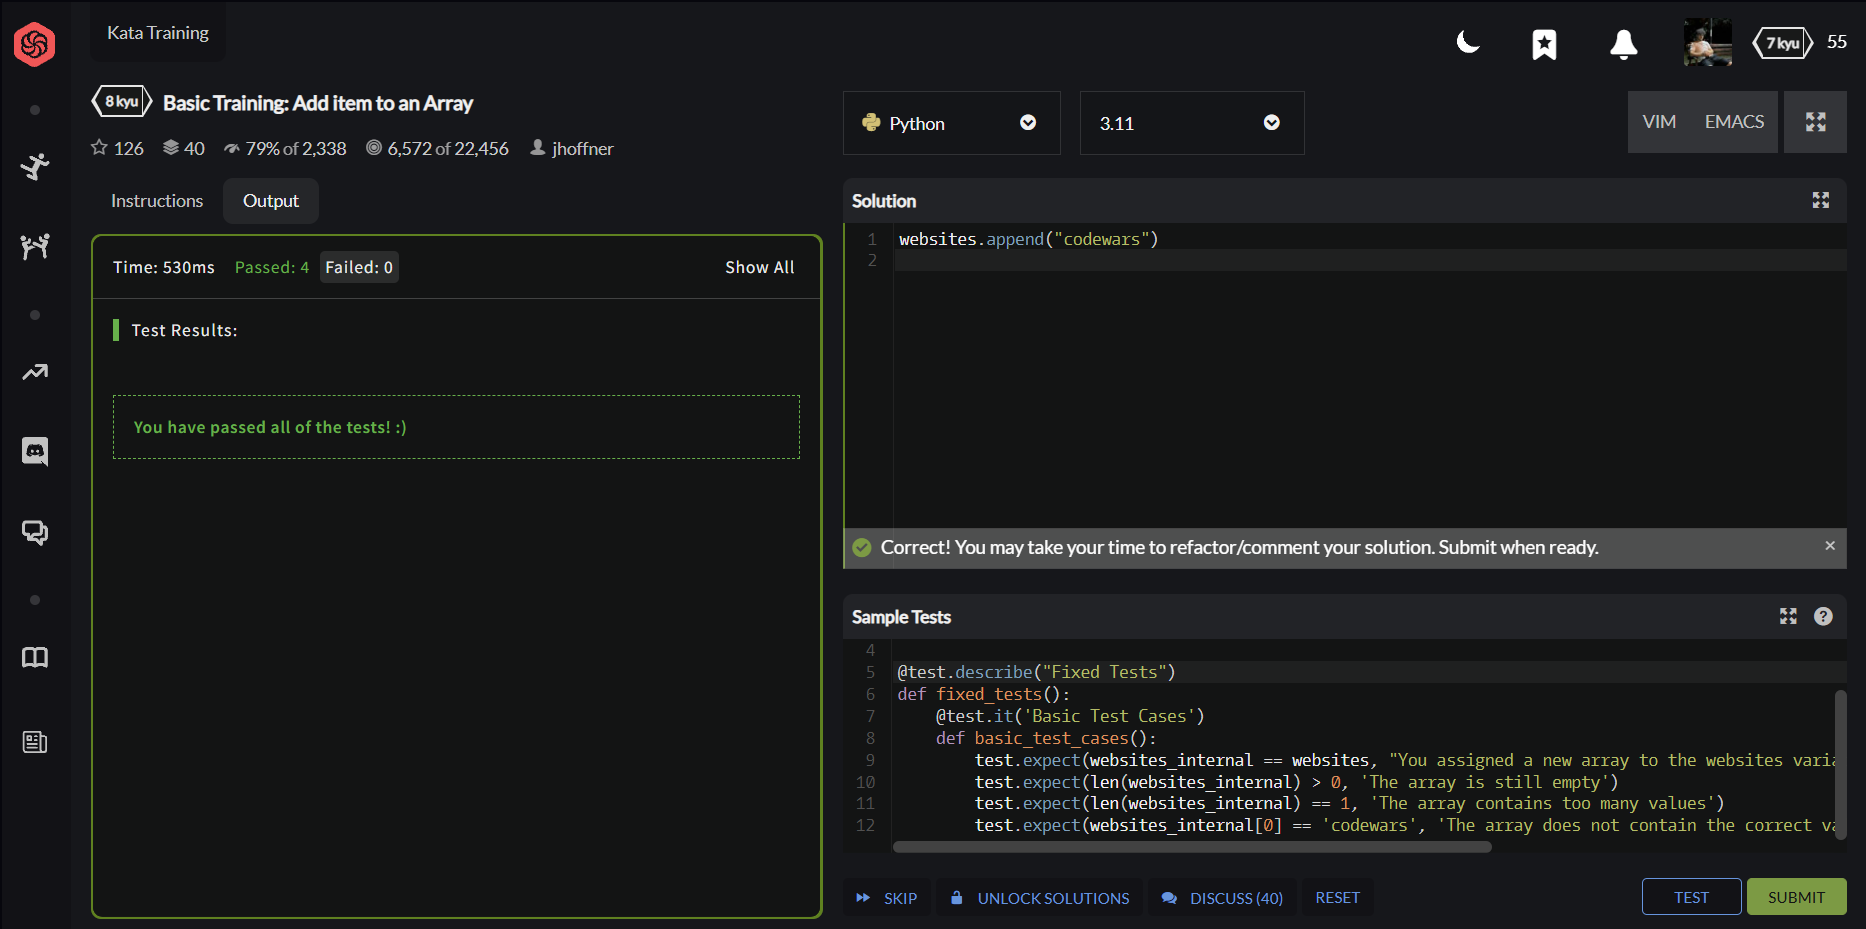 Kata Training
7 kyu
55
8 kyu
Basic Training: Add item to an Array
126
40
79% of 2,338
6,572 of 22,456
jhoffner
Python
3.11
VIM
EMACS
Instructions
Output
Time: 530ms
Passed: 4
Failed: 0
Show All
Test Results:
You have passed all of the tests! :)
Solution
1 websites.append("codewars")
2
Correct! You may take your time to refactor/comment your solution. Submit when ready.
×
Sample Tests
?
4
5 @test.describe("Fixed Tests")
6 def fixed_tests():
7     @test.it('Basic Test Cases')
8     def basic_test_cases():
9         test.expect(websites_internal == websites, "You assigned a new array to the websites varia
10         test.expect(len(websites_internal) > 0, 'The array is still empty')
11         test.expect(len(websites_internal) == 1, 'The array contains too many values')
12         test.expect(websites_internal[0] == 'codewars', 'The array does not contain the correct va
SKIP
UNLOCK SOLUTIONS
DISCUSS (40)
RESET
TEST
SUBMIT